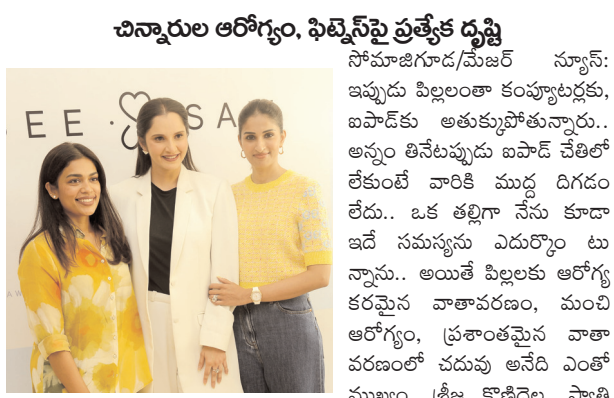 చిన్నారుల ఆరోగ్యం, ఫిట్నెస్‌పై ప్రత్యేక దృష్టి
సోమాజిగూడ/మేజర్ న్యూస్:
ఇప్పుడు పిల్లలంతా కంప్యూటర్లకు,
ఐపాడ్‌కు అతుక్కుపోతున్నారు..
అన్నం తినేటప్పుడు ఐపాడ్ చేతిలో
లేకుంటే వారికి ముద్ద దిగడం
లేదు.. ఒక తల్లిగా నేను కూడా
ఇదే సమస్యను ఎదుర్కొం టు
న్నాను.. అయితే పిల్లలకు ఆరోగ్య
కరమైన వాతావరణం, మంచి
ఆరోగ్యం, ప్రశాంతమైన వాతా
వరణంలో చదువు అనేది ఎంతో
ముఖ్యం. శ్రీజ కొణిదెల, స్వాతి
EE SA